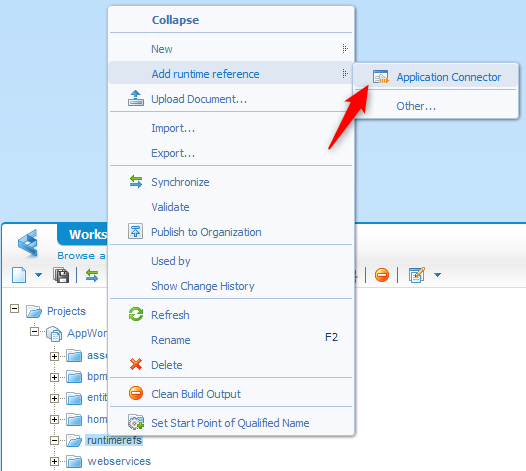 Collapse
New
Add runtime reference
Application Connector
Upload Document...
Other...
Import...
Export...
Synchronize
Validate
Publish to Organization
Works
Browse a
Used by
Show Change History
Refresh
Projects
Rename F2
AppWor
Delete
asse
bpm
Clean Build Output
entit
hom
Set Start Point of Qualified Name
runtimerefs
webservices